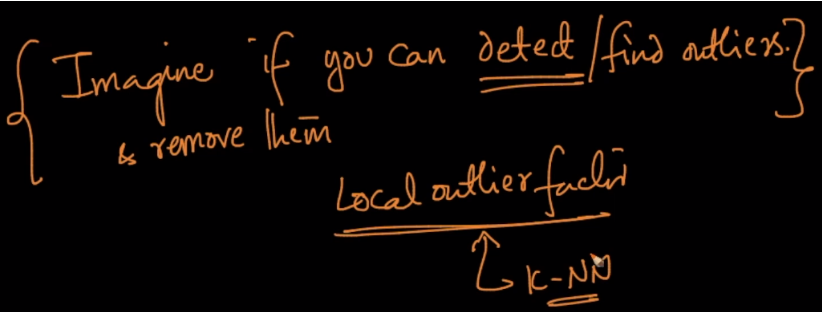 { Imagine if you can detect/find outliers. }
& remove them
Local outlier factor
K-NN